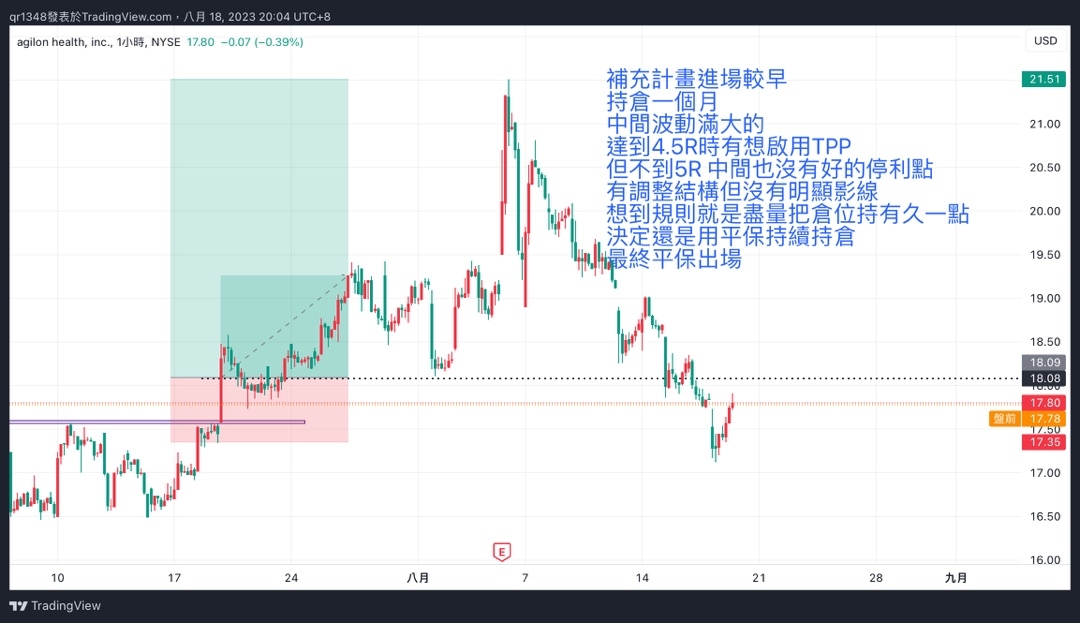 qr1348發表於TradingView.com，八月 18, 2023 20:04 UTC+8
agilon health, inc., 1小時, NYSE 17.80 −0.07 (−0.39%)
USD
補充計畫進場較早
持倉一個月
中間波動滿大的
達到4.5R時有想啟用TPP
但不到5R 中間也沒有好的停利點
有調整結構但沒有明顯影線
想到規則就是盡量把倉位持有久一點
決定還是用平保持續持倉
最終平保出場
21.51
21.00
20.50
20.00
19.50
19.00
18.50
18.09
18.08
18.00
17.80
盤前 17.78
17.50
17.35
17.00
16.50
16.00
E
10 17 24 八月 7 14 21 28 九月
TradingView